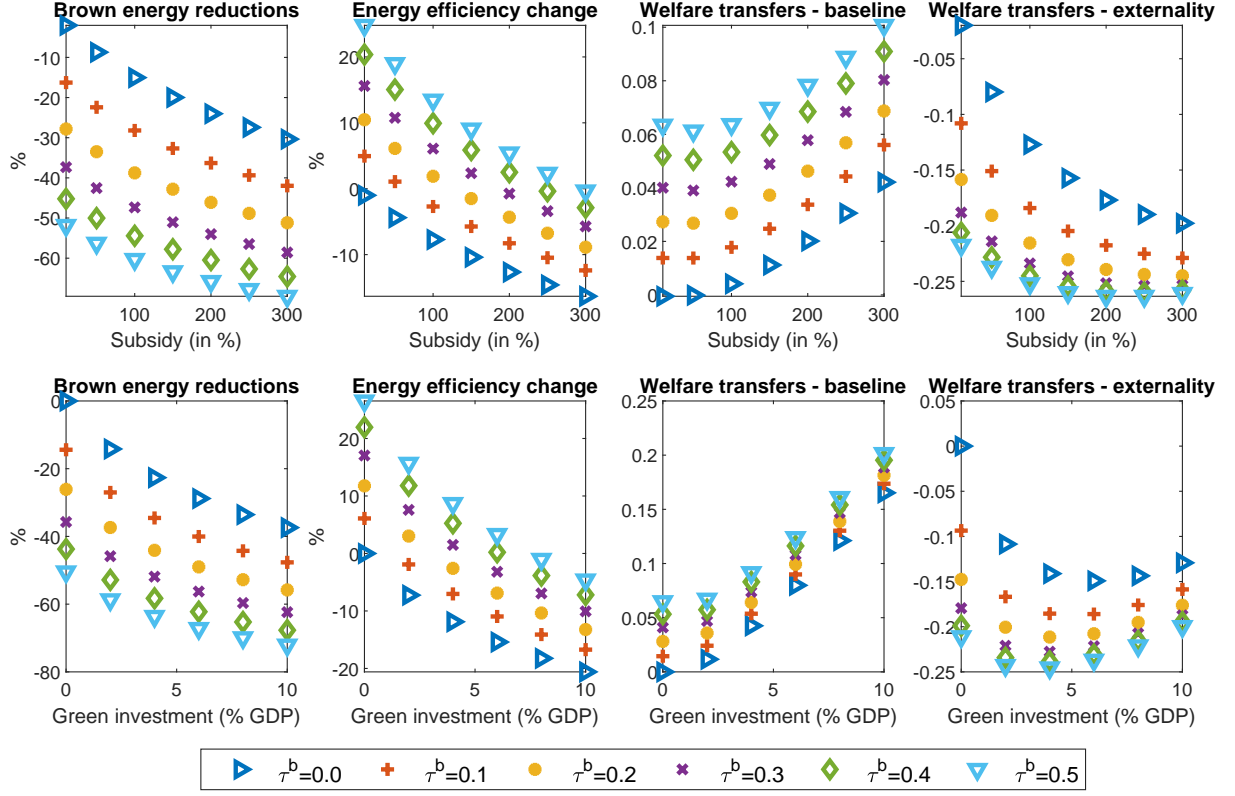 Brown energy reductions
Energy efficiency change
Welfare transfers - baseline
Welfare transfers - externality
%
-10
-20
-30
-40
-50
-60
100 200 300
Subsidy (in %)
20
10
0
-10
100 200 300
Subsidy (in %)
0.1
0.08
0.06
0.04
0.02
0
100 200 300
Subsidy (in %)
-0.05
-0.1
-0.15
-0.2
-0.25
100 200 300
Subsidy (in %)
Brown energy reductions
Energy efficiency change
Welfare transfers - baseline
Welfare transfers - externality
%
0
-20
-40
-60
-80
0 5 10
Green investment (% GDP)
%
20
10
0
-10
-20
0 5 10
Green investment (% GDP)
0.25
0.2
0.15
0.1
0.05
0
0 5 10
Green investment (% GDP)
0.05
0
-0.05
-0.1
-0.15
-0.2
-0.25
0 5 10
Green investment (% GDP)
τ^b=0.0 τ^b=0.1 τ^b=0.2 τ^b=0.3 τ^b=0.4 τ^b=0.5